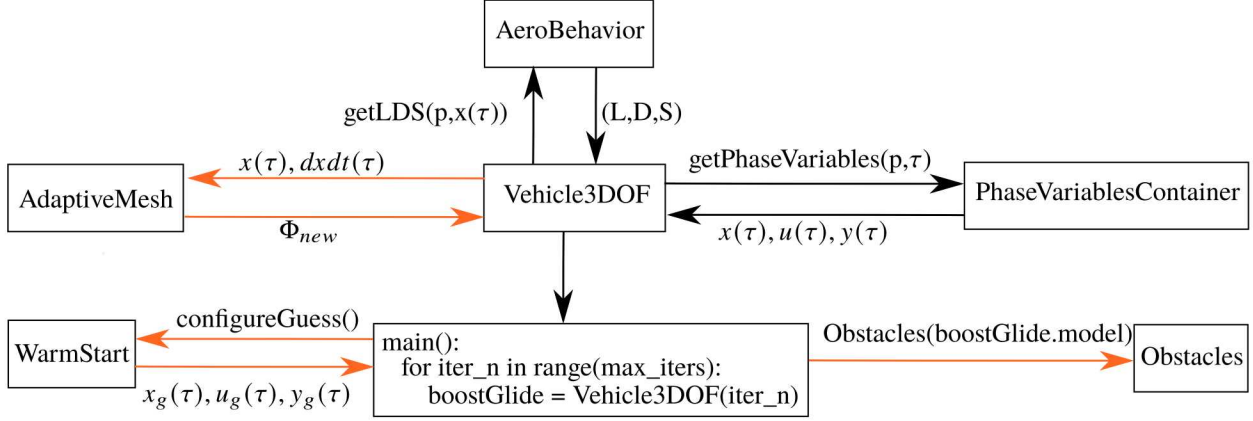 AeroBehavior
getLDS(p,x(τ))
(L,D,S)
x(τ), dxdt(τ)
getPhaseVariables(p,τ)
AdaptiveMesh
Vehicle3DOF
PhaseVariablesContainer
Φnew
x(τ), u(τ), y(τ)
configureGuess()
WarmStart
xg(τ), ug(τ), yg(τ)
main():
for iter_n in range(max_iters):
boostGlide = Vehicle3DOF(iter_n)
Obstacles(boostGlide.model)
Obstacles